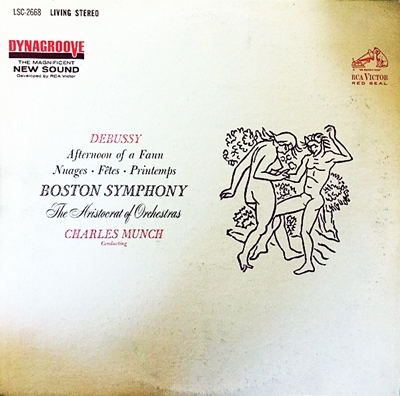 LSC-2668 LIVING STEREO
DYNAGROOVE
THE MAGNIFICENT
NEW SOUND
Developed by RCA Victor
RCA VICTOR
RED SEAL
DEBUSSY
Afternoon of a Faun
Nuages • Fêtes • Printemps
BOSTON SYMPHONY
The Aristocrat of Orchestras
CHARLES MUNCH
Conducting